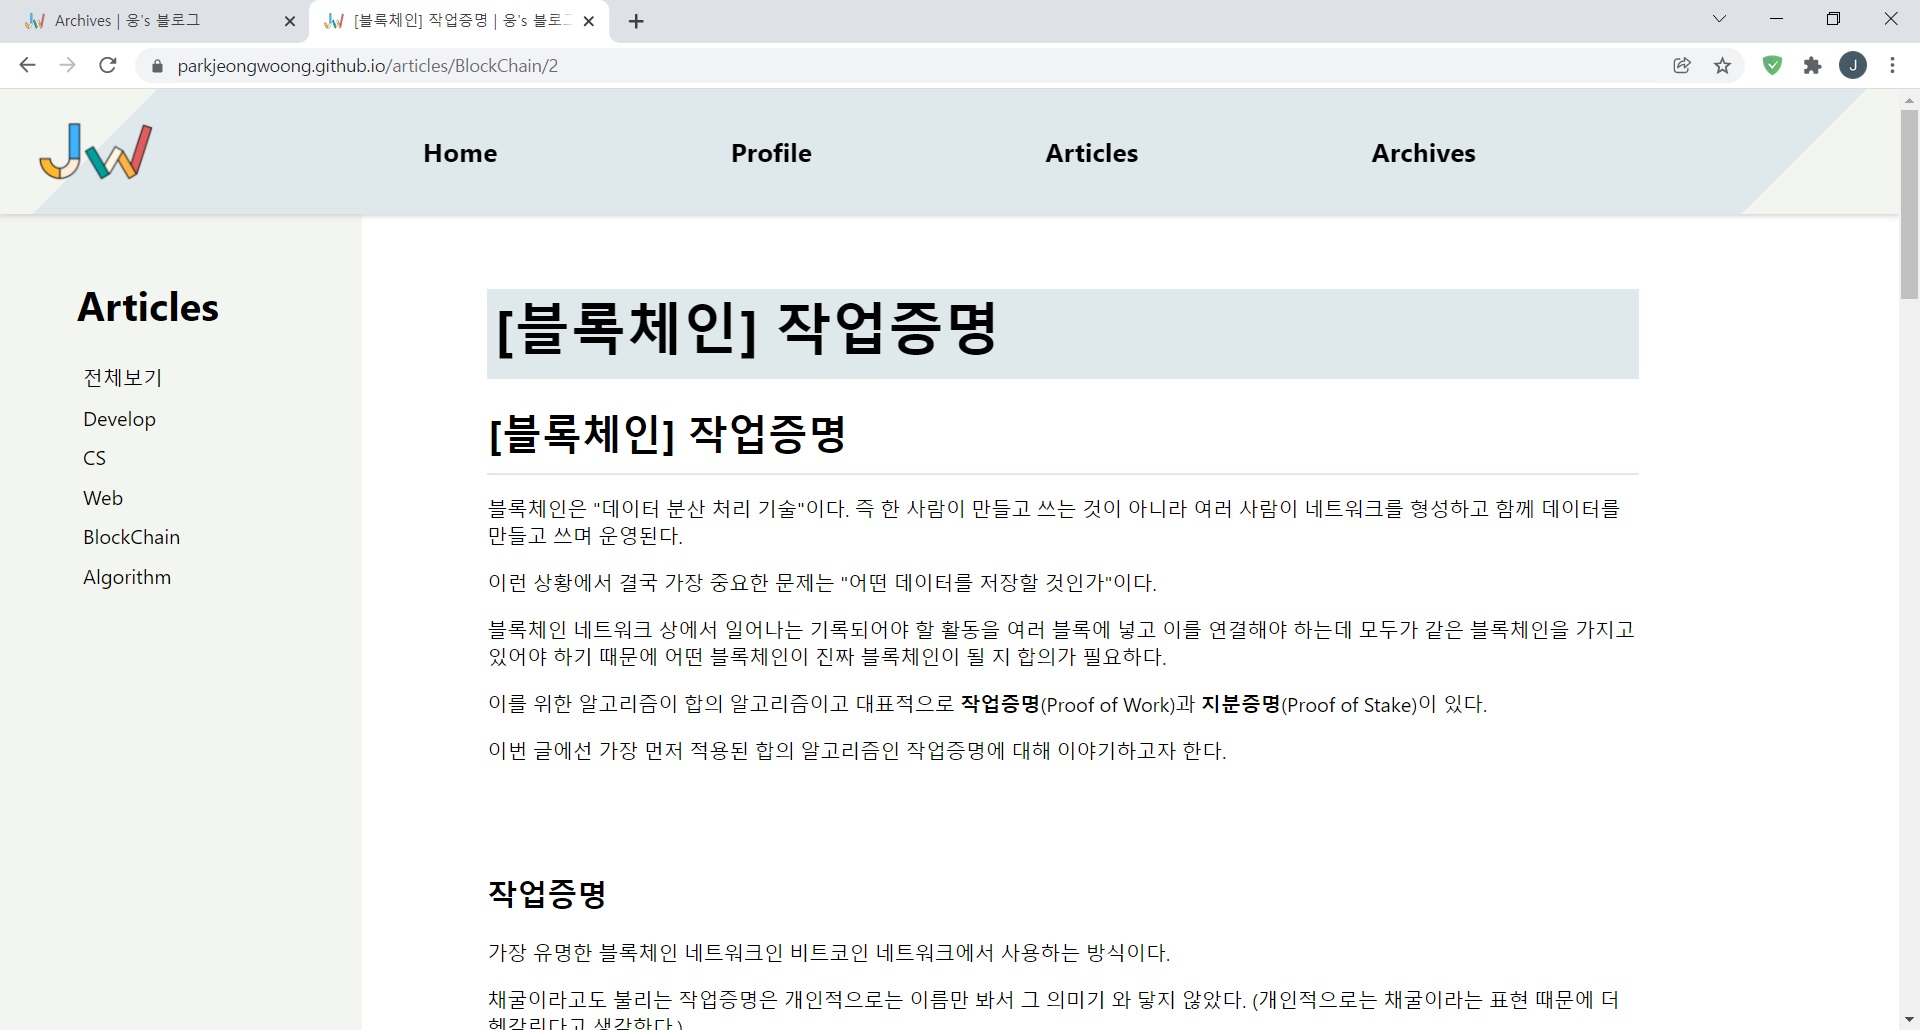 Archives | 웅's 블로그
[블록체인] 작업증명 | 웅's 블로그
parkjeongwoong.github.io/articles/BlockChain/2
J
JW
Home
Profile
Articles
Archives
Articles
전체보기
Develop
CS
Web
BlockChain
Algorithm
[블록체인] 작업증명
[블록체인] 작업증명
블록체인은 "데이터 분산 처리 기술"이다. 즉 한 사람이 만들고 쓰는 것이 아니라 여러 사람이 네트워크를 형성하고 함께 데이터를
만들고 쓰며 운영된다.
이런 상황에서 결국 가장 중요한 문제는 "어떤 데이터를 저장할 것인가"이다.
블록체인 네트워크 상에서 일어나는 기록되어야 할 활동을 여러 블록에 넣고 이를 연결해야 하는데 모두가 같은 블록체인을 가지고
있어야 하기 때문에 어떤 블록체인이 진짜 블록체인이 될 지 합의가 필요하다.
이를 위한 알고리즘이 합의 알고리즘이고 대표적으로 작업증명(Proof of Work)과 지분증명(Proof of Stake)이 있다.
이번 글에선 가장 먼저 적용된 합의 알고리즘인 작업증명에 대해 이야기하고자 한다.
작업증명
가장 유명한 블록체인 네트워크인 비트코인 네트워크에서 사용하는 방식이다.
채굴이라고도 불리는 작업증명은 개인적으로는 이름만 봐서 그 의미기 와 닿지 않았다. (개인적으로는 채굴이라는 표현 때문에 더
헷갈린다고 생각한다.)